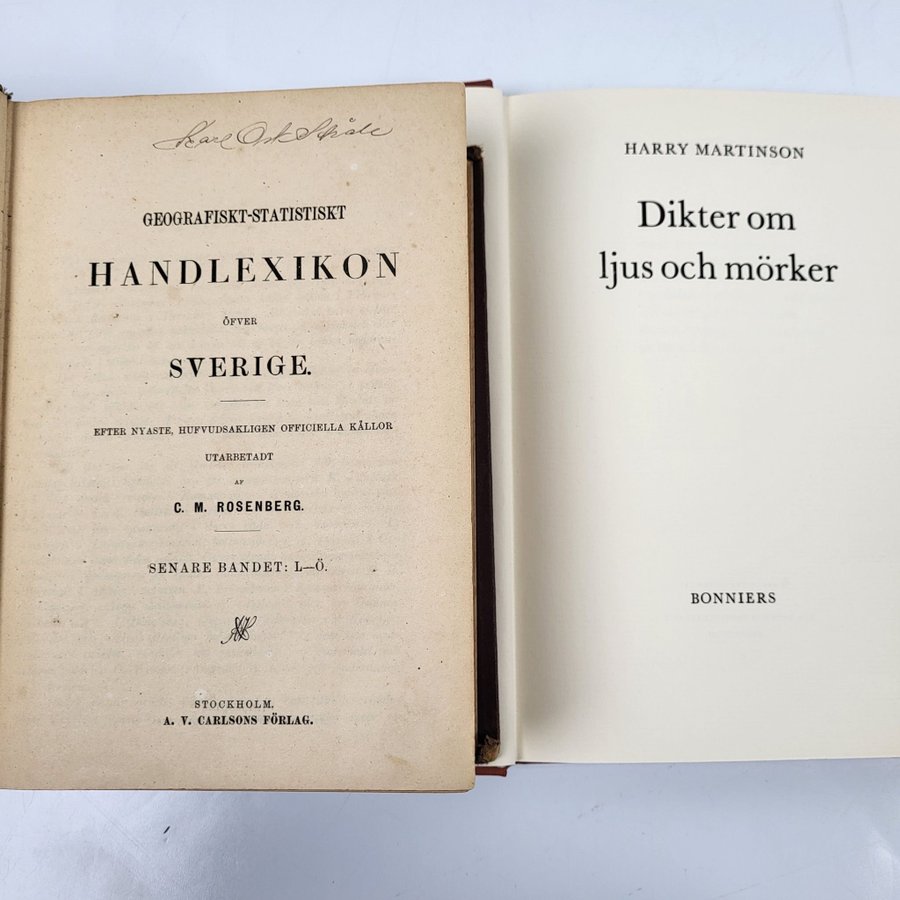 GEOGRAFISKT-STATISTISKT
HANDLEXIKON
ÖFVER
SVERIGE.
EFTER NYASTE, HUFVUDSAKLIGEN OFFICIELLA KÄLLOR
UTARBETADT
AF
C. M. ROSENBERG.
SENARE BANDET: L—Ö.
STOCKHOLM.
A. V. CARLSONS FÖRLAG.
HARRY MARTINSON
Dikter om
ljus och mörker
BONNIERS